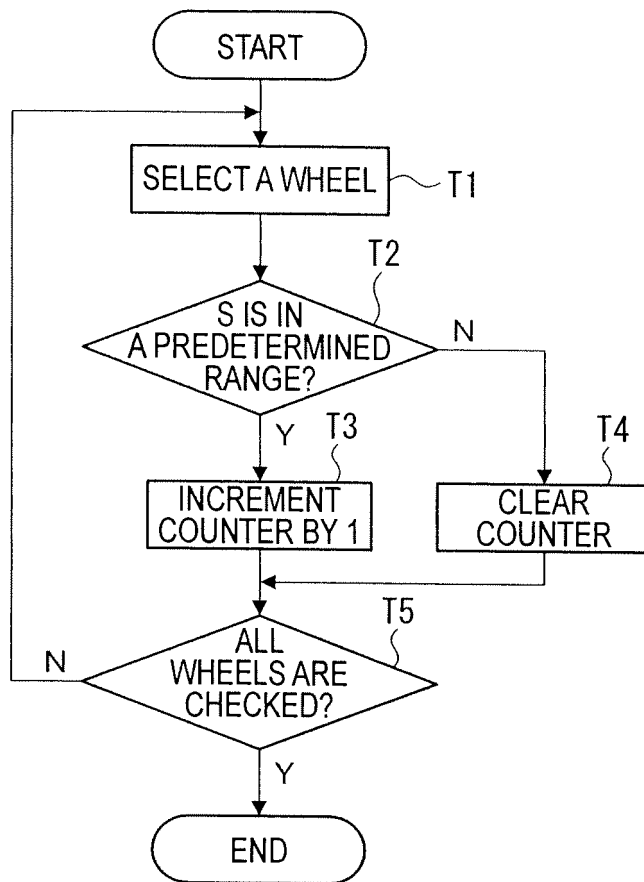 START
SELECT A WHEEL
T1
T2
S IS IN
A PREDETERMINED
RANGE?
N
Y
T3
T4
INCREMENT
COUNTER BY 1
CLEAR
COUNTER
T5
ALL
WHEELS ARE
CHECKED?
N
Y
END